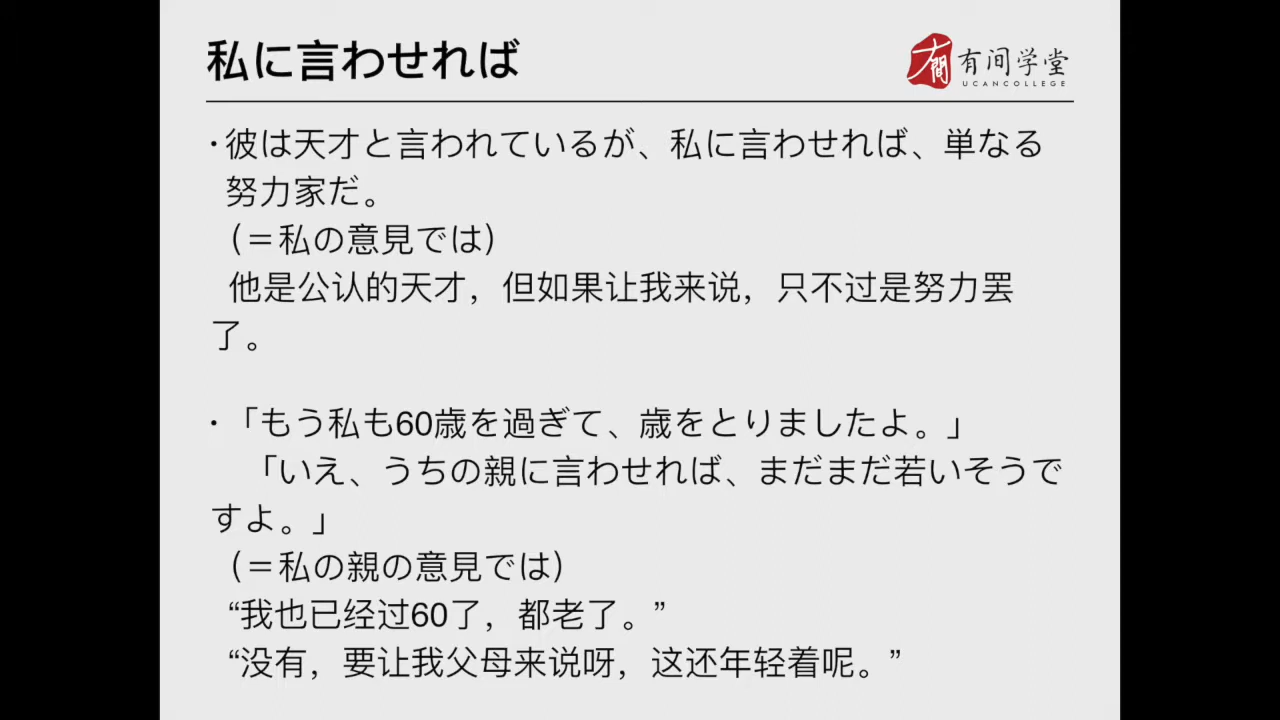 私に言わせれば
有间学堂
UCANCOLLEGE
・彼は天才と言われているが、私に言わせれば、単なる
努力家だ。
（＝私の意見では）
他是公认的天才，但如果让我来说，只不过是努力罢
了。
・「もう私も60歳を過ぎて、歳をとりましたよ。」
「いえ、うちの親に言わせれば、まだまだ若いそうで
すよ。」
（＝私の親の意見では）
“我也已经过60了，都老了。”
“没有，要让我父母来说呀，这还年轻着呢。”